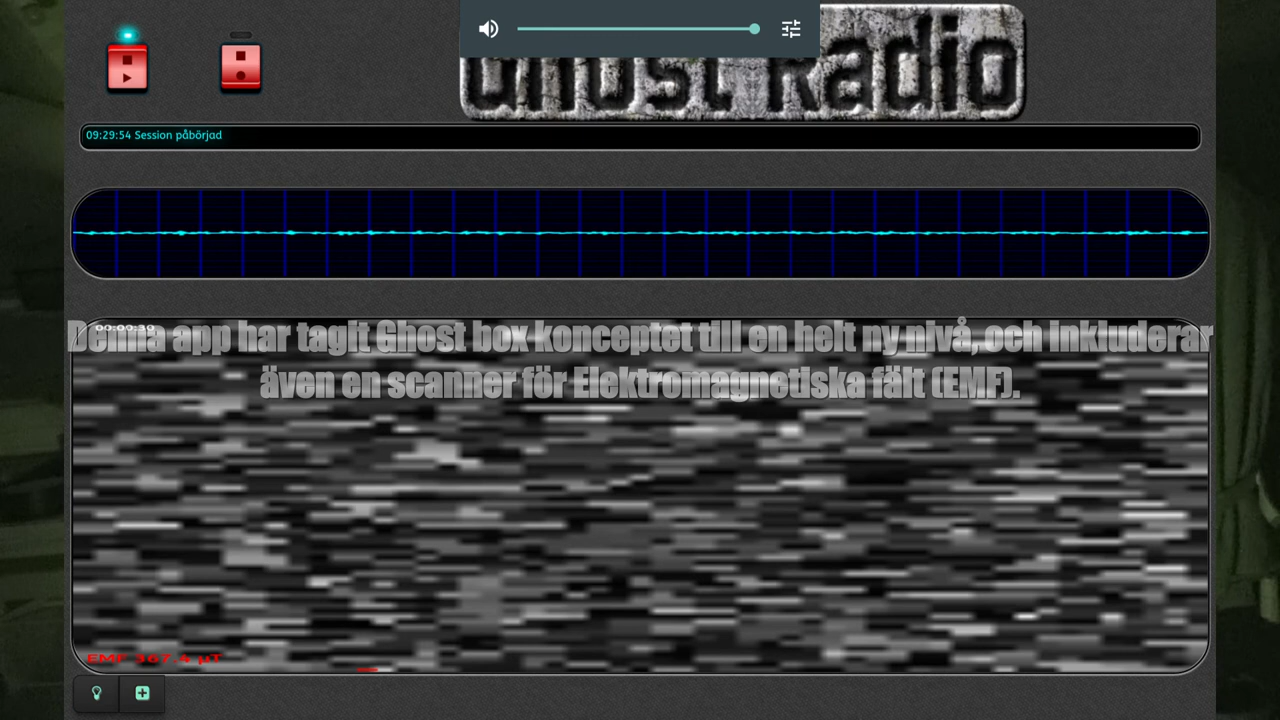 Ghost Radio
09:29:54 Session påbörjad
00:00:30
Denna app har tagit Ghost box konceptet till en helt ny nivå, och inkluderar
även en scanner för Elektromagnetiska fält (EMF).
EMF 367.4 µT